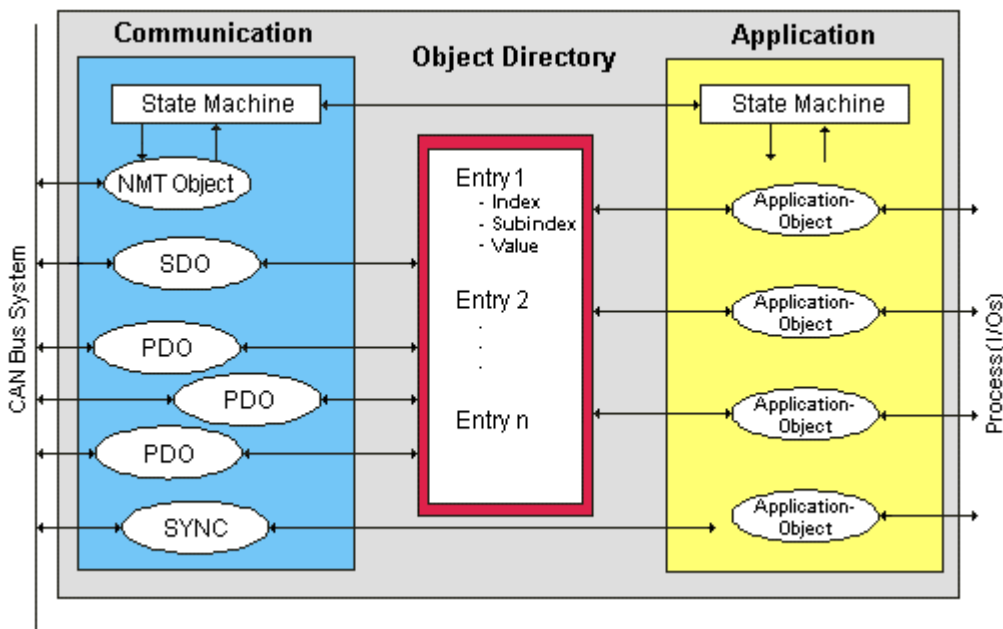 Communication
Object Directory
Application
State Machine
NMT Object
SDO
PDO
PDO
PDO
SYNC
CAN Bus System
Entry 1
- Index
- Subindex
- Value
Entry 2
.
.
.
Entry n
State Machine
Application-
Object
Application-
Object
Application-
Object
Application-
Object
Process(I/Os)